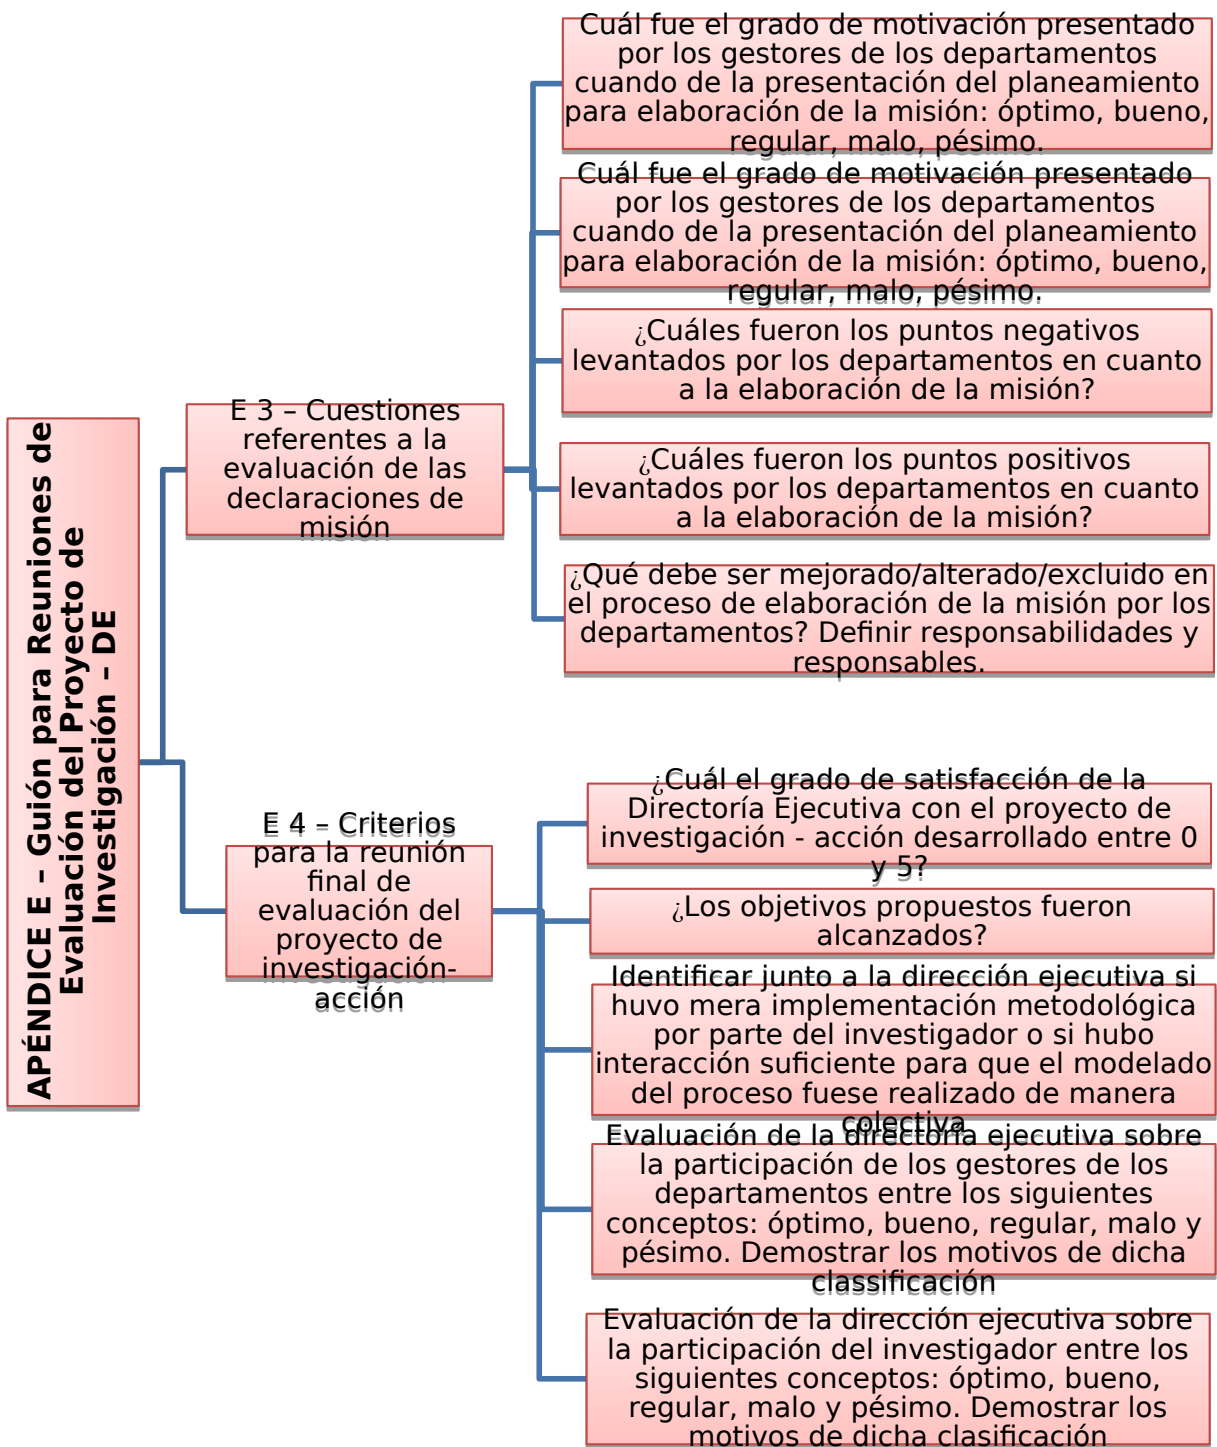 APÉNDICE E – Guión para Reuniones de
Evaluación del Proyecto de
Investigación – DE
E 3 – Cuestiones
referentes a la
evaluación de las
declaraciones de
misión
Cuál fue el grado de motivación presentado
por los gestores de los departamentos
cuando de la presentación del planeamiento
para elaboración de la misión: óptimo, bueno,
regular, malo, pésimo.
Cuál fue el grado de motivación presentado
por los gestores de los departamentos
cuando de la presentación del planeamiento
para elaboración de la misión: óptimo, bueno,
regular, malo, pésimo.
¿Cuáles fueron los puntos negativos
levantados por los departamentos en cuanto
a la elaboración de la misión?
¿Cuáles fueron los puntos positivos
levantados por los departamentos en cuanto
a la elaboración de la misión?
¿Qué debe ser mejorado/alterado/excluido en
el proceso de elaboración de la misión por los
departamentos? Definir responsabilidades y
responsables.
E 4 – Criterios
para la reunión
final de
evaluación del
proyecto de
investigación-
acción
¿Cuál el grado de satisfacción de la
Directoría Ejecutiva con el proyecto de
investigación - acción desarrollado entre 0
y 5?
¿Los objetivos propuestos fueron
alcanzados?
Identificar junto a la dirección ejecutiva si
huvo mera implementación metodológica
por parte del investigador o si hubo
interacción suficiente para que el modelado
del proceso fuese realizado de manera
colectiva
Evaluación de la directoría ejecutiva sobre
la participación de los gestores de los
departamentos entre los siguientes
conceptos: óptimo, bueno, regular, malo y
pésimo. Demostrar los motivos de dicha
classificación
Evaluación de la dirección ejecutiva sobre
la participación del investigador entre los
siguientes conceptos: óptimo, bueno,
regular, malo y pésimo. Demostrar los
motivos de dicha clasificación